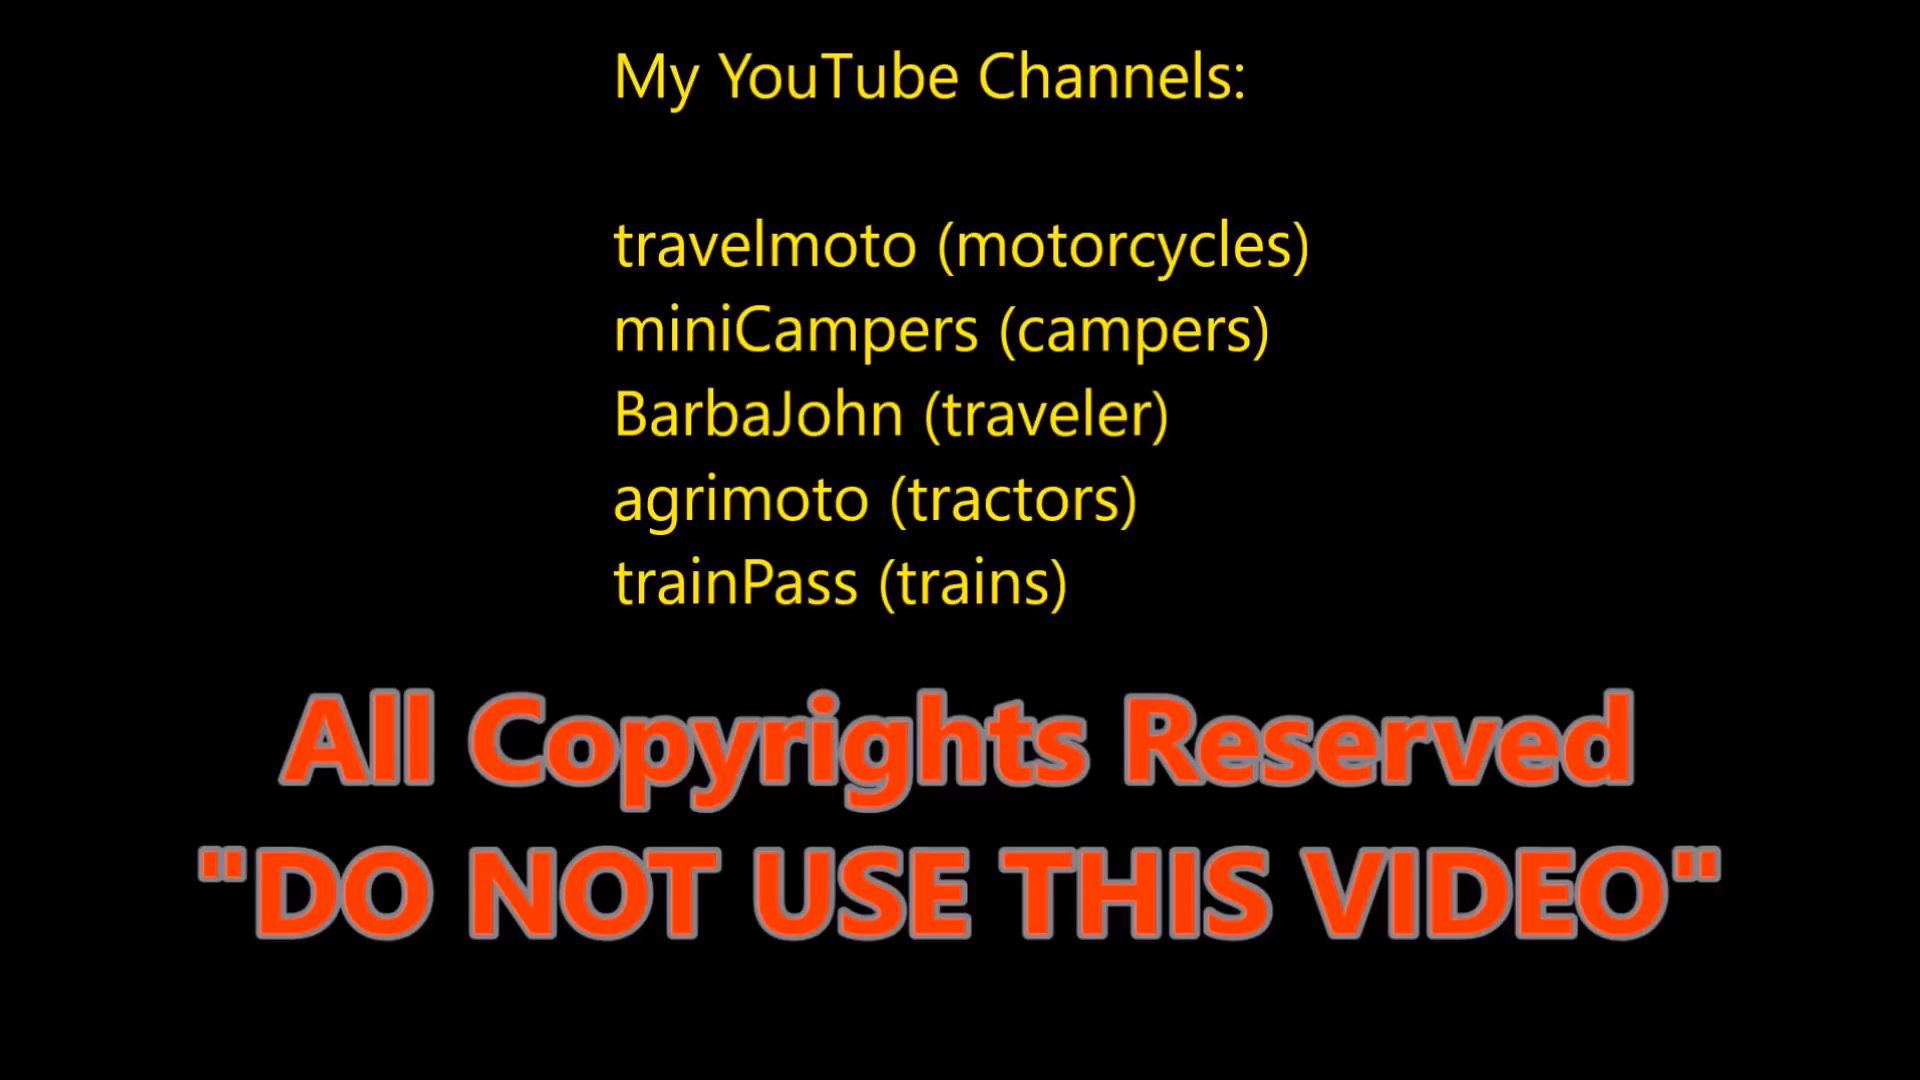 My YouTube Channels:
travelmoto (motorcycles)
miniCampers (campers)
BarbaJohn (traveler)
agrimoto (tractors)
trainPass (trains)
All Copyrights Reserved
"DO NOT USE THIS VIDEO"